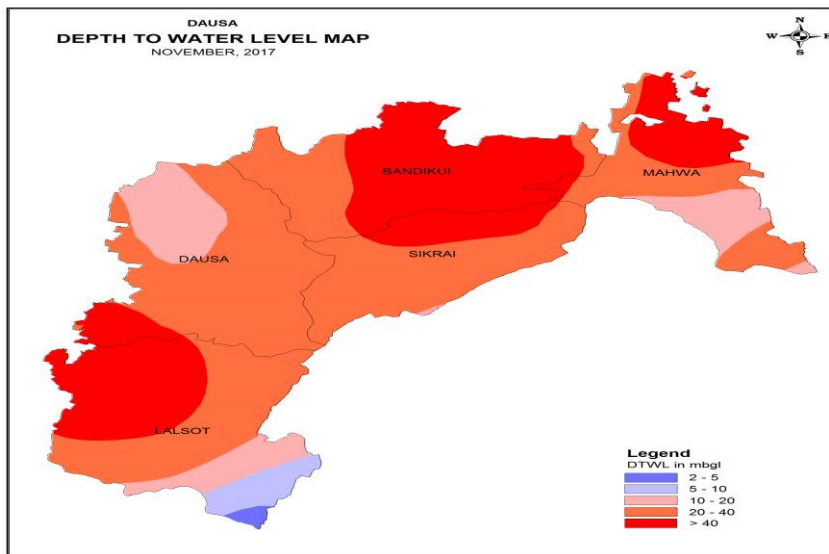 DAUSA
DEPTH TO WATER LEVEL MAP
NOVEMBER, 2017
N
W E
S
BANDIKUI
MAHWA
DAUSA
SIKRAI
LALSOT
Legend
DTWL in mbgl
2 - 5
5 - 10
10 - 20
20 - 40
> 40